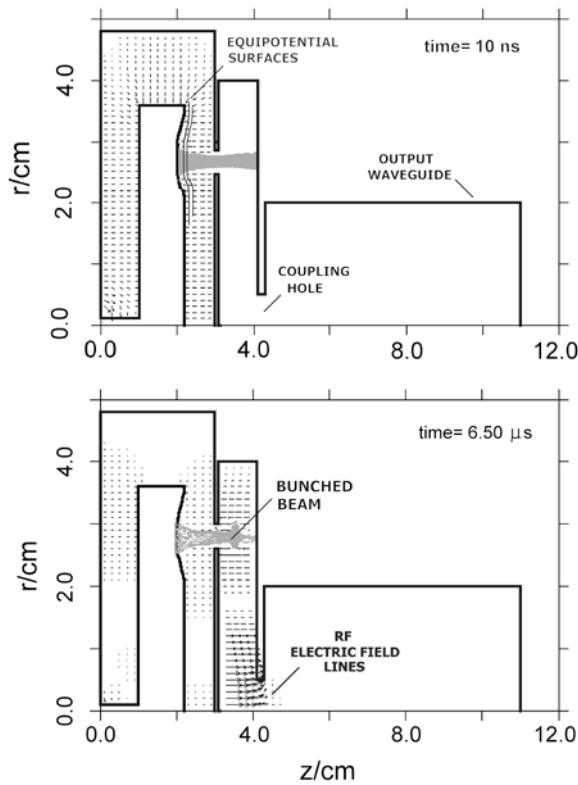 EQUIPOTENTIAL
SURFACES
time= 10 ns
r/cm
4.0
2.0
0.0
OUTPUT
WAVEGUIDE
COUPLING
HOLE
0.0
4.0
8.0
12.0
time= 6.50 μs
r/cm
4.0
2.0
0.0
BUNCHED
BEAM
RF
ELECTRIC FIELD
LINES
0.0
4.0
8.0
12.0
z/cm